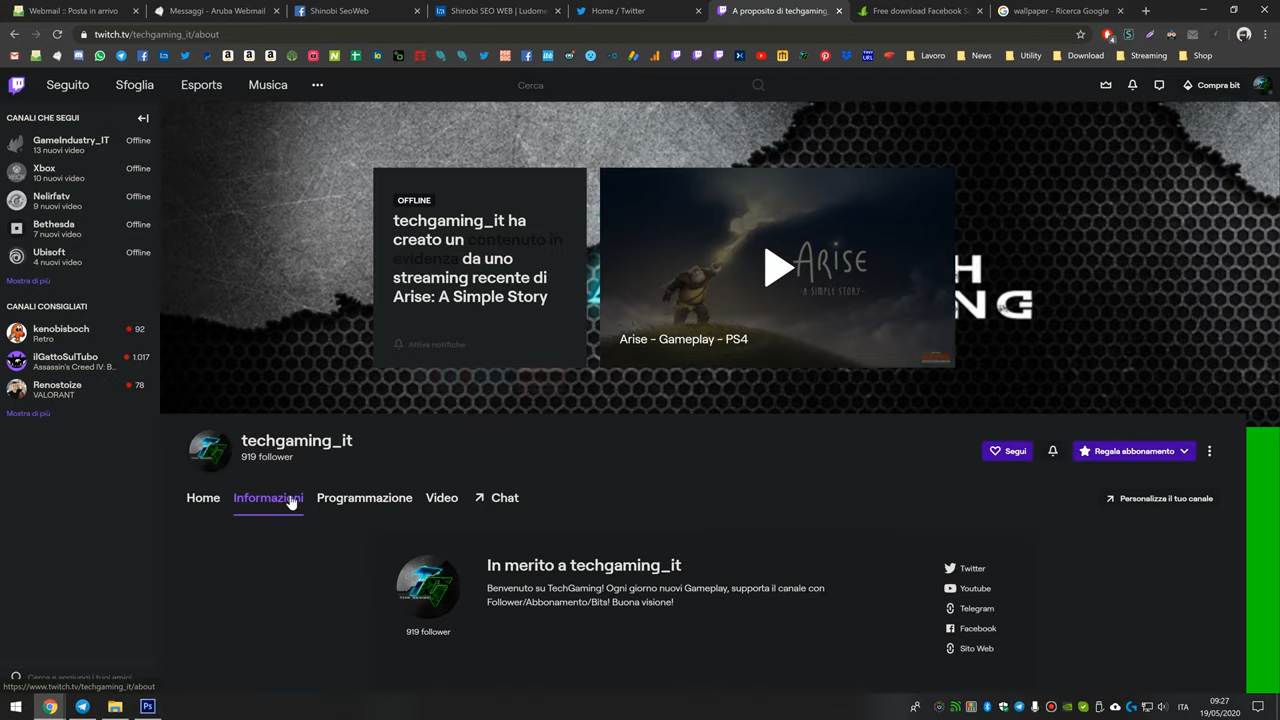 Webmail :: Posta in arrivo
Messaggi - Aruba Webmail
Shinobi SeoWeb
Shinobi SEO WEB | Ludome
Home / Twitter
A proposito di techgaming_
Free download Facebook S
wallpaper - Ricerca Google
twitch.tv/techgaming_it/about
Lavoro
News
Utility
Download
Streaming
Shop
Seguito
Sfoglia
Esports
Musica
Cerca
Compra bit
CANALI CHE SEGUI
GameIndustry_IT
Offline
13 nuovi video
Xbox
Offline
10 nuovi video
Nelirfatv
Offline
9 nuovi video
Bethesda
Offline
7 nuovi video
Ubisoft
Offline
4 nuovi video
Mostra di più
CANALI CONSIGLIATI
kenobisboch
92
Retro
ilGattoSulTubo
1.017
Assassin's Creed IV: B...
Renostoize
78
VALORANT
Mostra di più
Cerca e aggiungi i tuoi amici
https://www.twitch.tv/techgaming_it/about
OFFLINE
techgaming_it ha
creato un contenuto in
evidenza da uno
streaming recente di
Arise: A Simple Story
Attiva notifiche
ARISE
A SIMPLE STORY
Arise - Gameplay - PS4
techgaming_it
919 follower
Segui
Regala abbonamento
Home
Informazioni
Programmazione
Video
Chat
Personalizza il tuo canale
In merito a techgaming_it
Benvenuto su TechGaming! Ogni giorno nuovi Gameplay, supporta il canale con
Follower/Abbonamento/Bits! Buona visione!
919 follower
Twitter
Youtube
Telegram
Facebook
Sito Web
Ps
ITA
09:27
19/05/2020